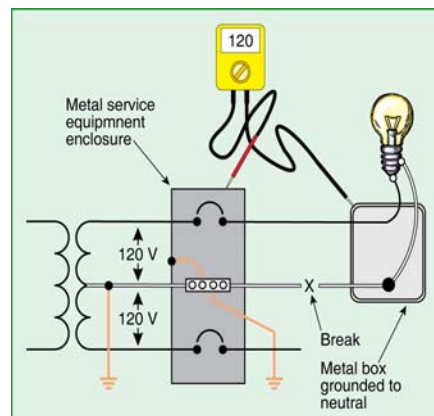 120
Metal service
equipmnent
enclosure
120 V
120 V
X
Break
Metal box
grounded to
neutral